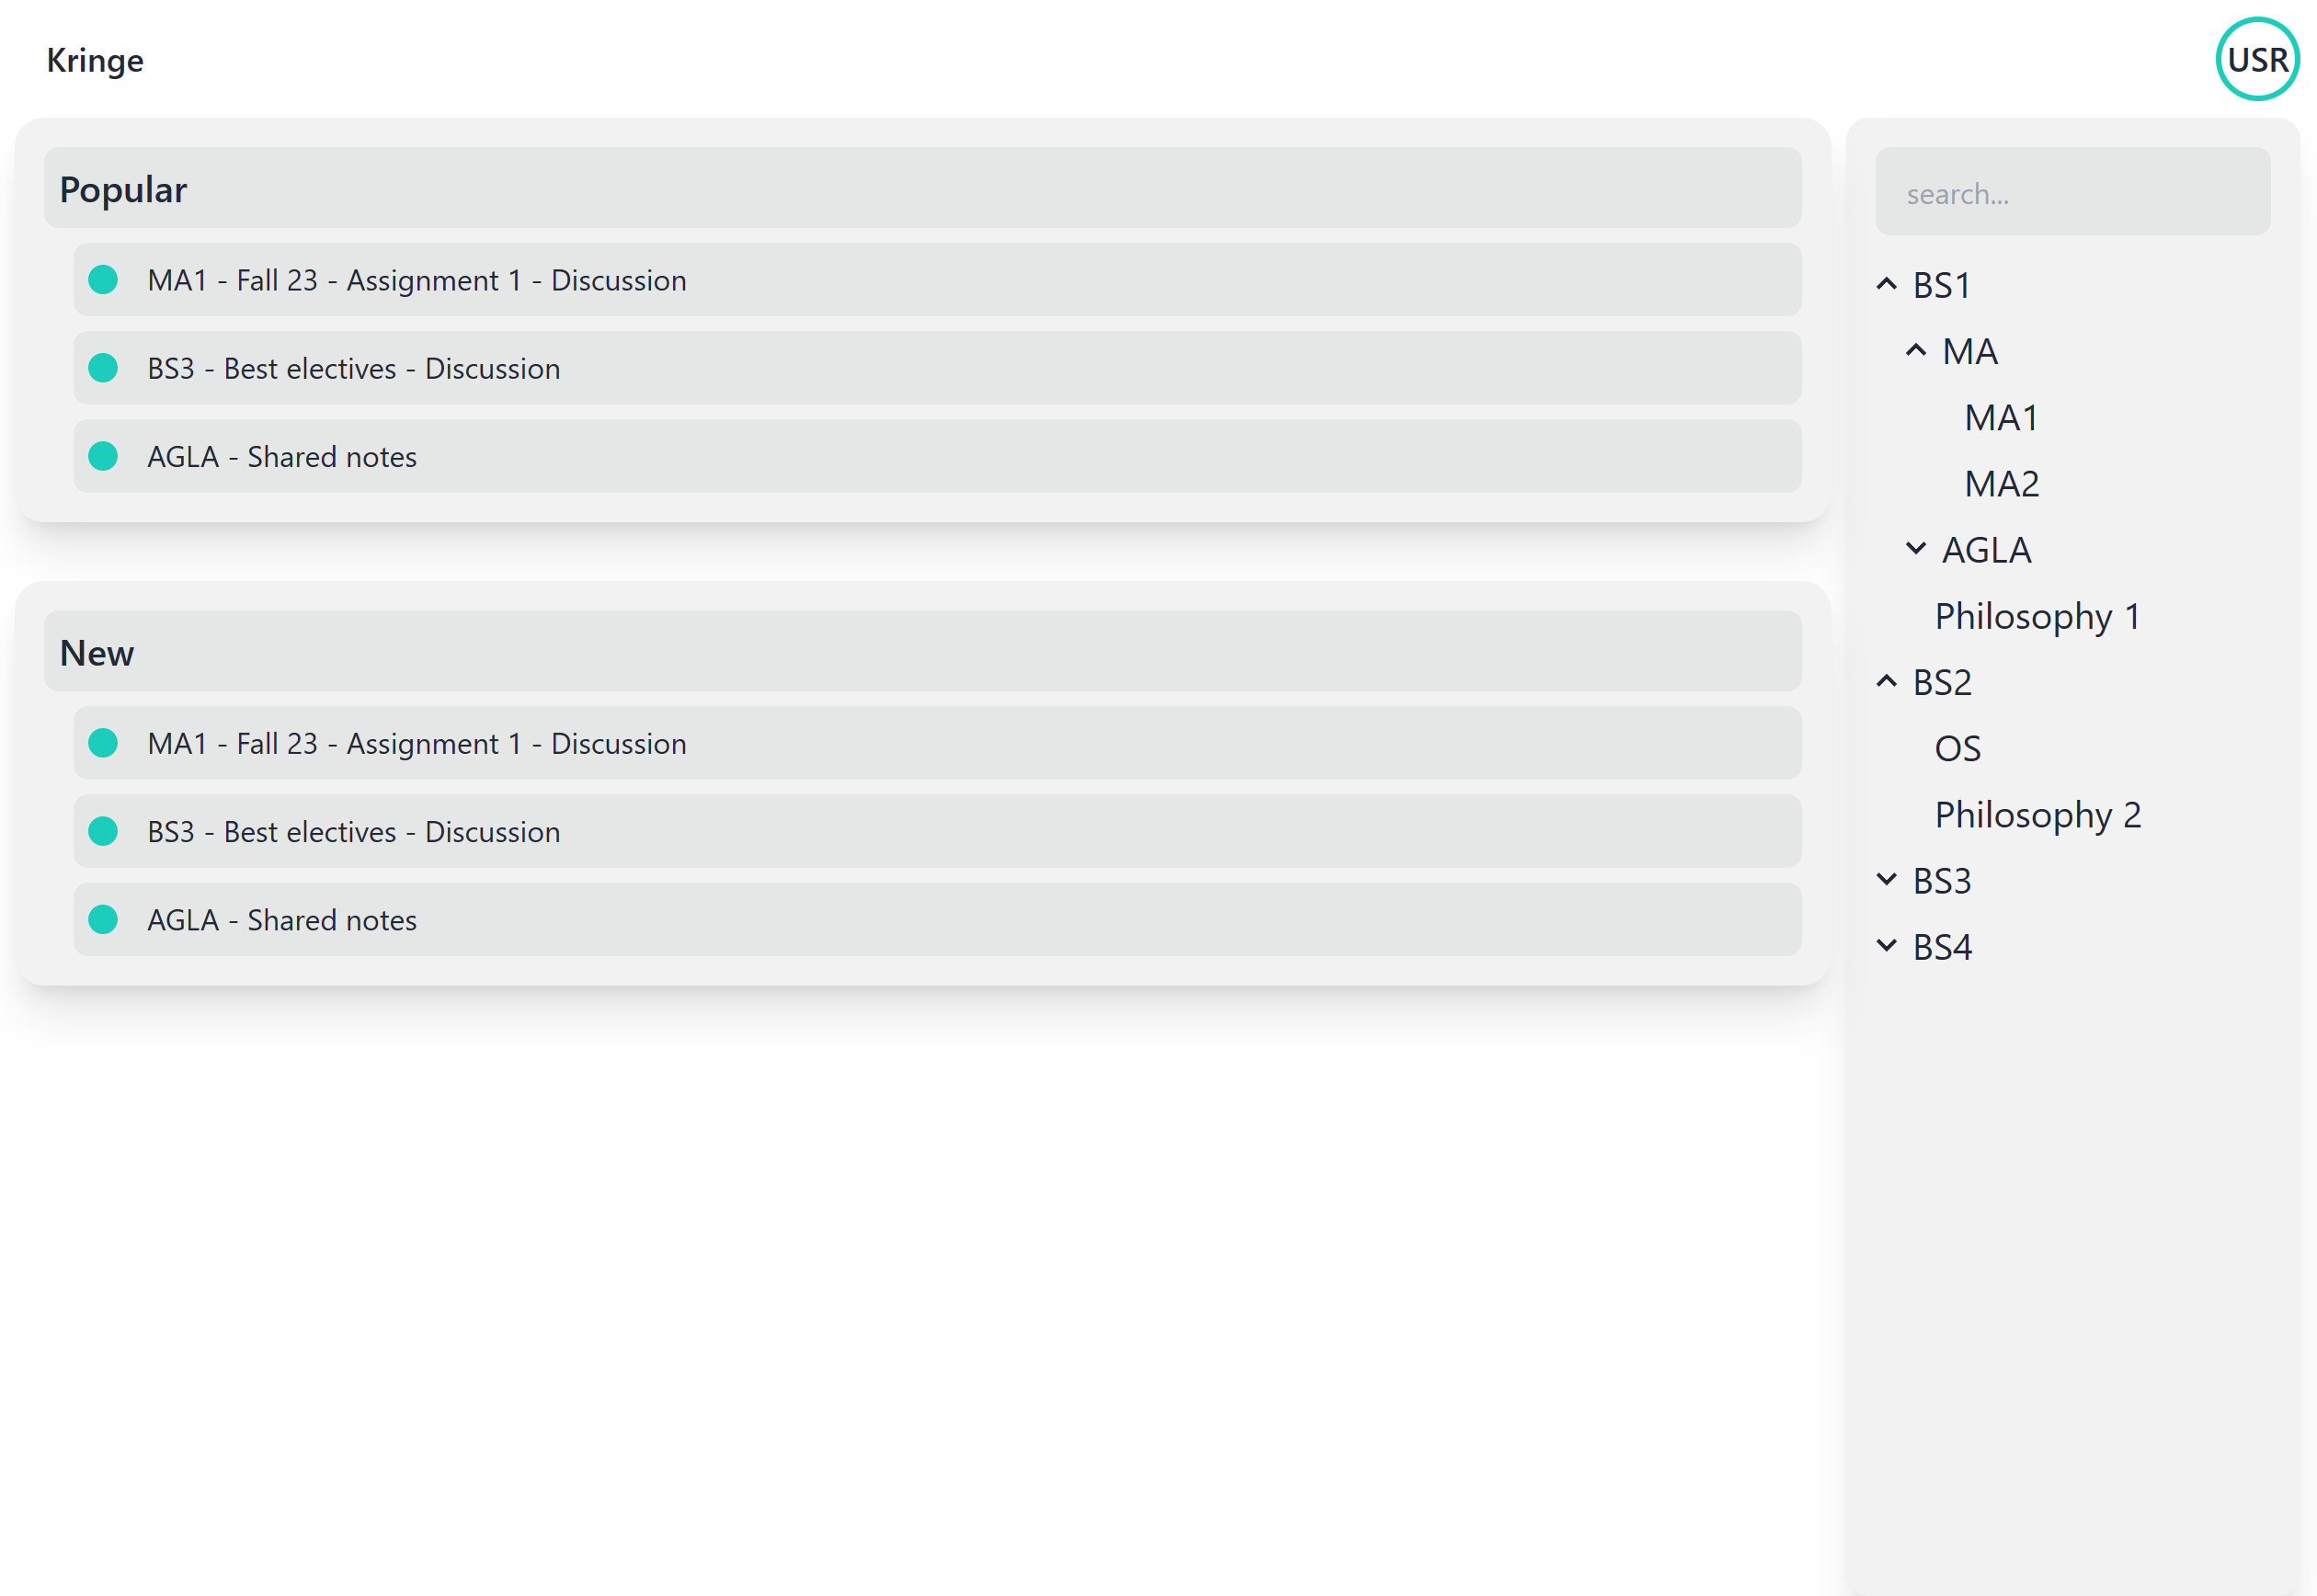 Kringe
USR
Popular
MA1 - Fall 23 - Assignment 1 - Discussion
BS3 - Best electives - Discussion
AGLA - Shared notes
New
MA1 - Fall 23 - Assignment 1 - Discussion
BS3 - Best electives - Discussion
AGLA - Shared notes
search...
BS1
MA
MA1
MA2
AGLA
Philosophy 1
BS2
OS
Philosophy 2
BS3
BS4